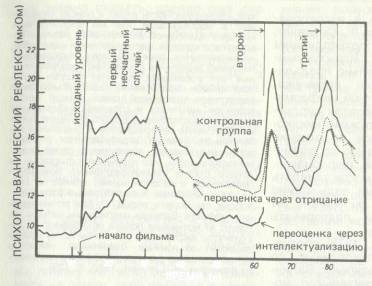 ПСИХОГАЛЬВАНИЧЕСКИЙ РЕФЛЕКС (мкОм)
22
20
18
16
14
12
10
исходный уровень
первый
несчастный
случай
второй
третий
контрольная
группа
переоценка через отрицание
переоценка через
интеллектуализацию
начало фильма
60
70
80